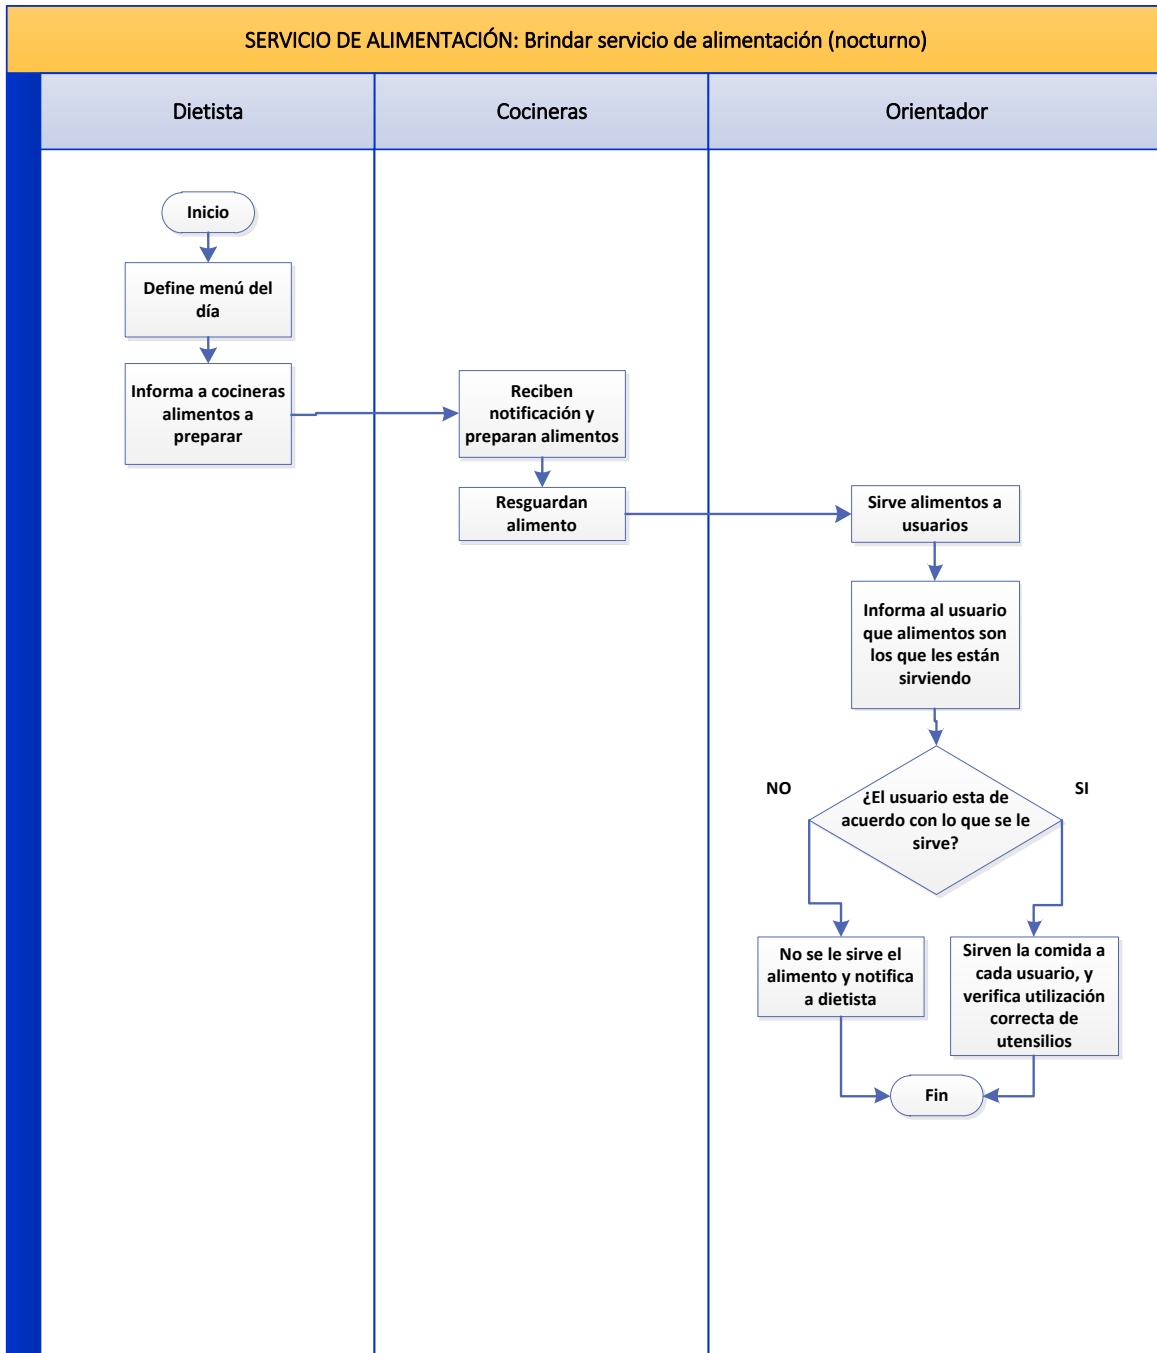 SERVICIO DE ALIMENTACIÓN: Brindar servicio de alimentación (nocturno)
Dietista
Cocineras
Orientador
Inicio
Define menú del
día
Informa a cocineras
alimentos a
preparar
Reciben
notificación y
preparan alimentos
Resguardan
alimento
Sirve alimentos a
usuarios
Informa al usuario
que alimentos son
los que les están
sirviendo
¿El usuario esta de
acuerdo con lo que se le
sirve?
NO
SI
No se le sirve el
alimento y notifica
a dietista
Sirven la comida a
cada usuario, y
verifica utilización
correcta de
utensilios
Fin